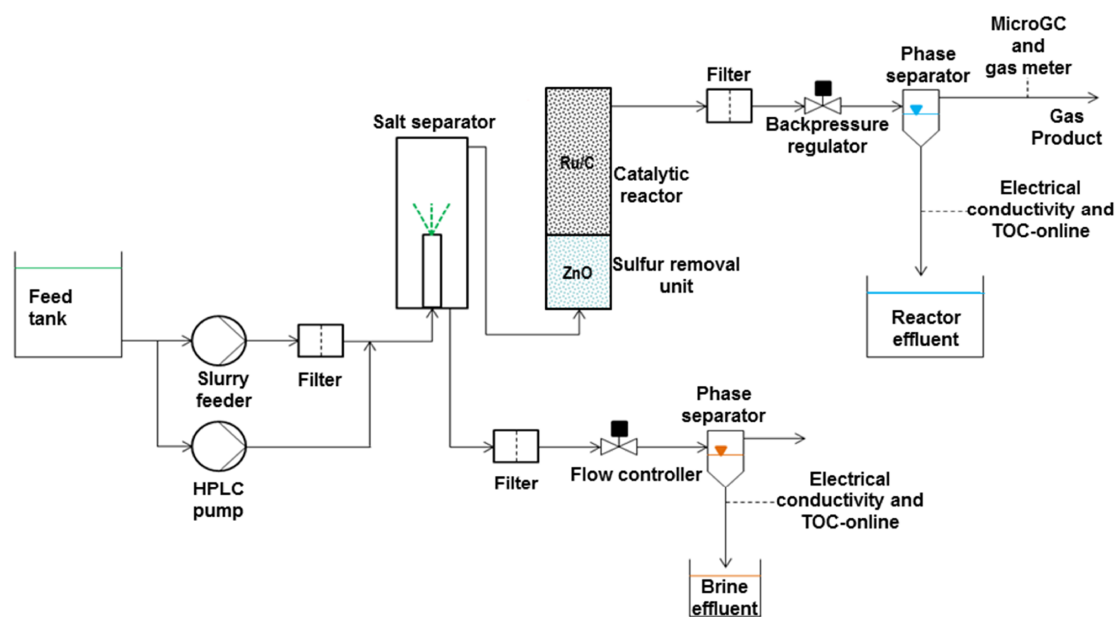 MicroGC
and
gas meter
Phase
separator
Filter
Gas
Product
Backpressure
regulator
Salt separator
Ru/C
Catalytic
reactor
Electrical
conductivity and
TOC-online
ZnO
Sulfur removal
unit
Feed
tank
Reactor
effluent
Slurry
feeder
Filter
Phase
separator
HPLC
pump
Filter
Flow controller
Electrical
conductivity and
TOC-online
Brine
effluent